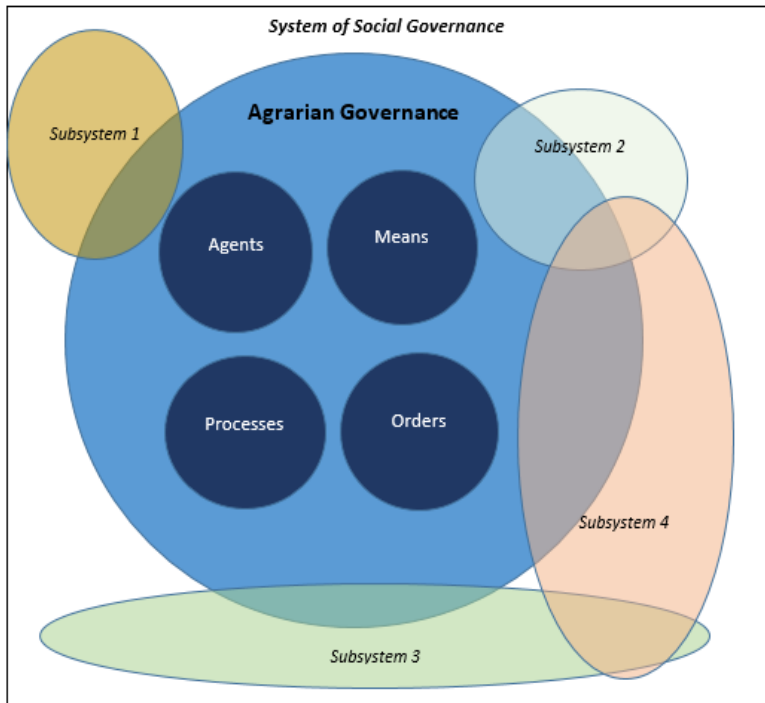 System of Social Governance
Agrarian Governance
Subsystem 1
Subsystem 2
Agents
Means
Processes
Orders
Subsystem 4
Subsystem 3